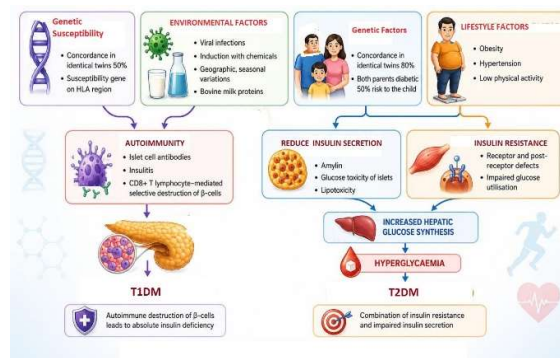 Genetic
Susceptibility
• Concordance in
identical twins 50%
• Susceptibility gene
on HLA region
ENVIRONMENTAL FACTORS
• Viral infections
• Induction with chemicals
• Geographic, seasonal
variations
• Bovine milk proteins
Genetic Factors
• Concordance in
identical twins 80%
• Both parents diabetic
50% risk to the child
LIFESTYLE FACTORS
• Obesity
• Hypertension
• Low physical activity
AUTOIMMUNITY
• Islet cell antibodies
• Insulitis
• CD8+ T lymphocyte–mediated
selective destruction of β-cells
REDUCE INSULIN SECRETION
• Amylin
• Glucose toxicity of islets
• Lipotoxicity
INSULIN RESISTANCE
• Receptor and post-
receptor defects
• Impaired glucose
utilisation
INCREASED HEPATIC
GLUCOSE SYNTHESIS
HYPERGLYCAEMIA
T1DM
T2DM
Autoimmune destruction of β-cells
leads to absolute insulin deficiency
Combination of insulin resistance
and impaired insulin secretion